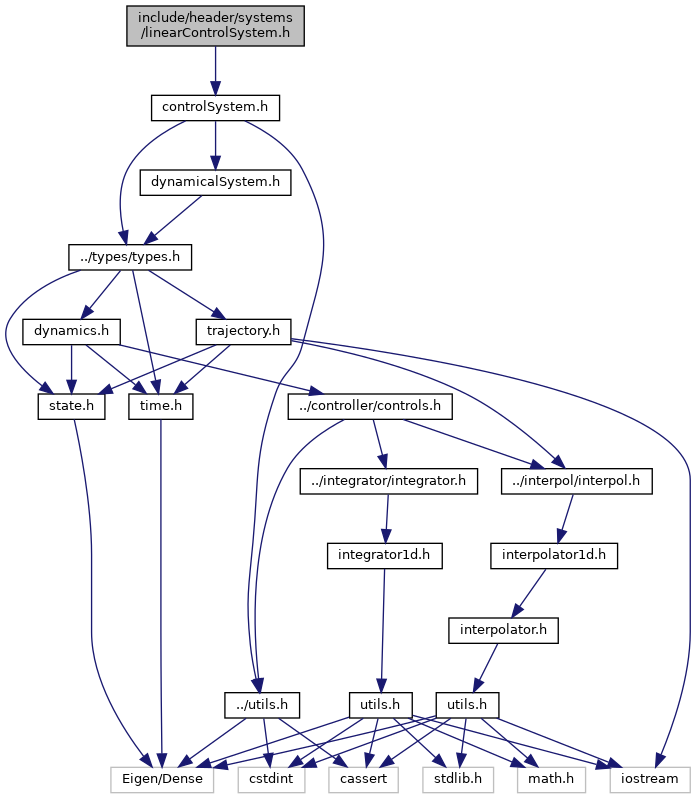 include/header/systems
/linearControlSystem.h
controlSystem.h
dynamicalSystem.h
../types/types.h
dynamics.h
trajectory.h
state.h
time.h
../controller/controls.h
../integrator/integrator.h
../interpol/interpol.h
integrator1d.h
interpolator1d.h
interpolator.h
../utils.h
utils.h
utils.h
Eigen/Dense
cstdint
cassert
stdlib.h
math.h
iostream